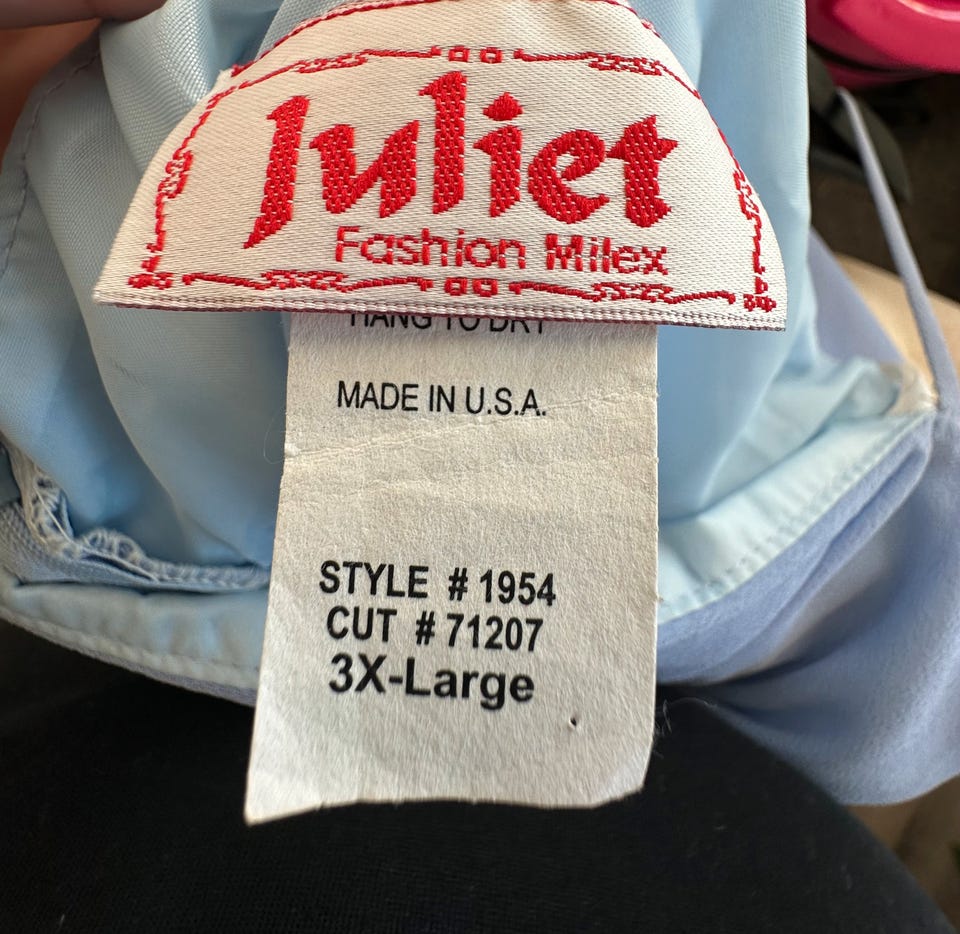 Juliet
Fashion Milex
HANG TO DRY
MADE IN U.S.A.
STYLE # 1954
CUT # 71207
3X-Large